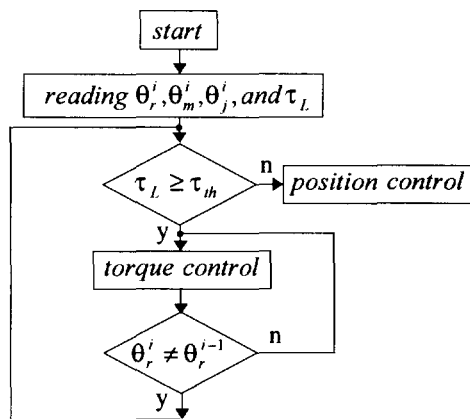 start
reading θ_r^i, θ_m^i, θ_j^i, and τ_L
τ_L ≥ τ_th
n
position control
y
torque control
θ_r^i ≠ θ_r^{i-1}
n
y